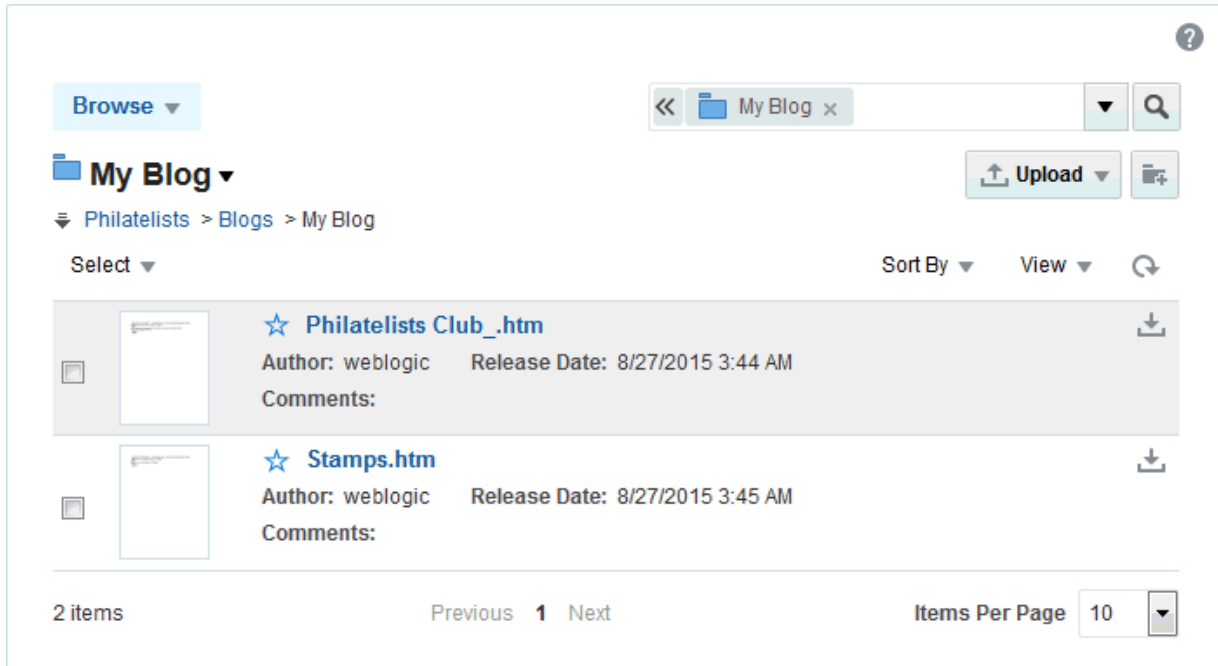 ?
Browse
My Blog ×
My Blog
Upload
Philatelists > Blogs > My Blog
Select
Sort By View
Philatelists Club_.htm
Author: weblogic Release Date: 8/27/2015 3:44 AM
Comments:
Stamps.htm
Author: weblogic Release Date: 8/27/2015 3:45 AM
Comments:
2 items Previous 1 Next Items Per Page 10